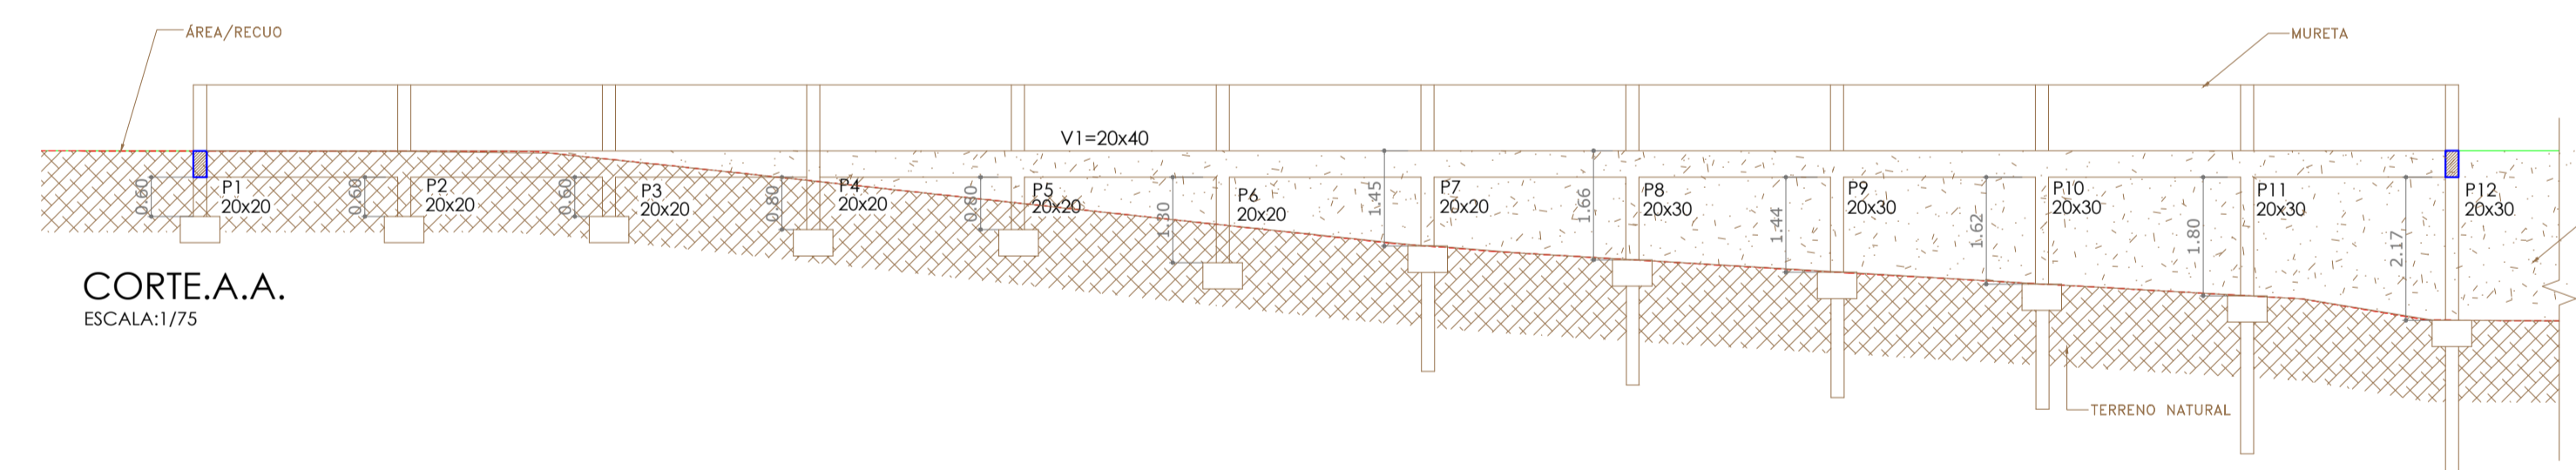 ÁREA/RECUO
MURETA
V1=20x40
P1
20x20
P2
20x20
P3
20x20
P4
20x20
P5
20x20
P6
20x20
P7
20x20
P8
20x30
P9
20x30
P.10
20x30
P11
20x30
P12
20x30
0.60
0.60
0.60
0.80
0.80
1.30
1.45
1.66
1.44
1.62
1.80
2.17
CORTE.A.A.
ESCALA:1/75
TERRENO NATURAL